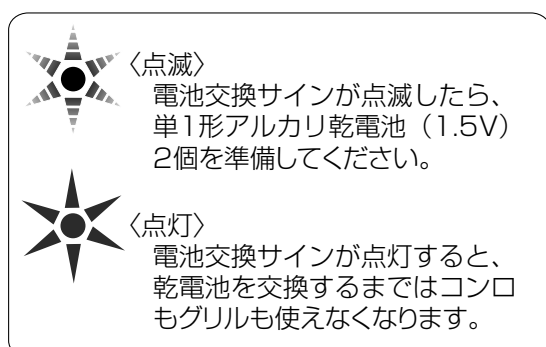 〈点滅〉
電池交換サインが点滅したら、
単1形アルカリ乾電池（1.5V）
2個を準備してください。
〈点灯〉
電池交換サインが点灯すると、
乾電池を交換するまではコンロ
もグリルも使えなくなります。